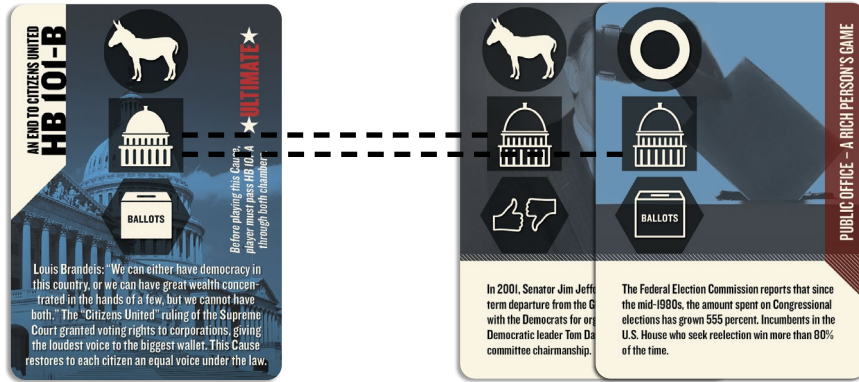 AN END TO CITIZENS UNITED
HB 101-B
★ULTIMATE★
Before playing this Cause,
player must pass HB 101-A
through both chambers.
BALLOTS
Louis Brandeis: “We can either have democracy in
this country, or we can have great wealth concen-
trated in the hands of a few, but we cannot have
both.” The “Citizens United” ruling of the Supreme
Court granted voting rights to corporations, giving
the loudest voice to the biggest wallet. This Cause
restores to each citizen an equal voice under the law.
In 2001, Senator Jim Jeffo
term departure from the G
with the Democrats for org
Democratic leader Tom Da
committee chairmanship.
PUBLIC OFFICE – A RICH PERSON'S GAME
BALLOTS
The Federal Election Commission reports that since
the mid-1980s, the amount spent on Congressional
elections has grown 555 percent. Incumbents in the
U.S. House who seek reelection win more than 80%
of the time.